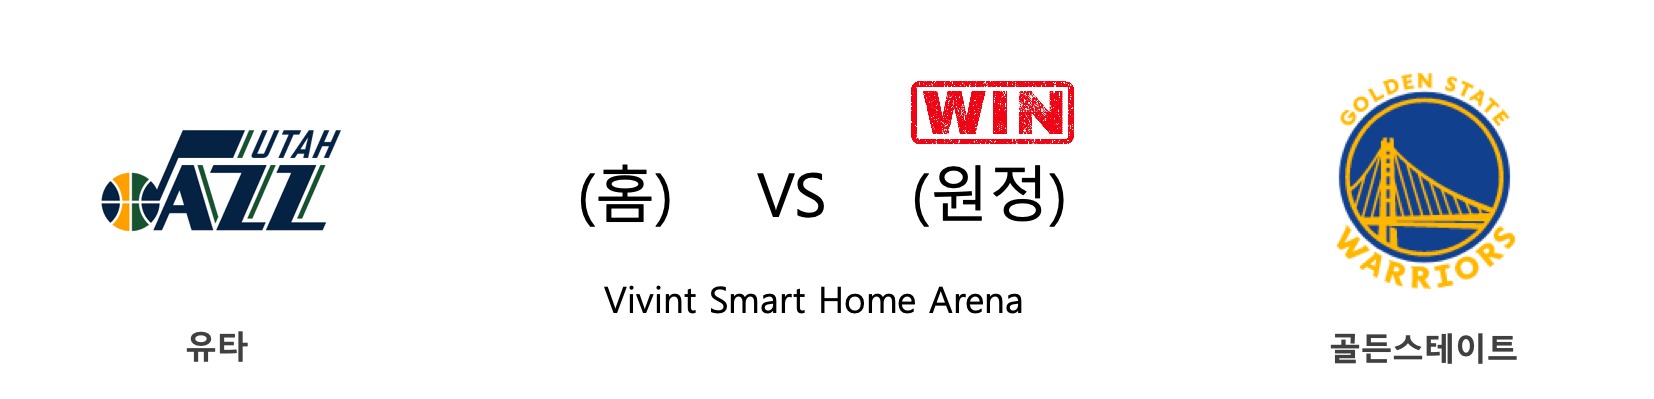 UTAH
JAZZ
유타
WIN
(홈) VS (원정)
Vivint Smart Home Arena
GOLDEN STATE
WARRIORS
골든스테이트